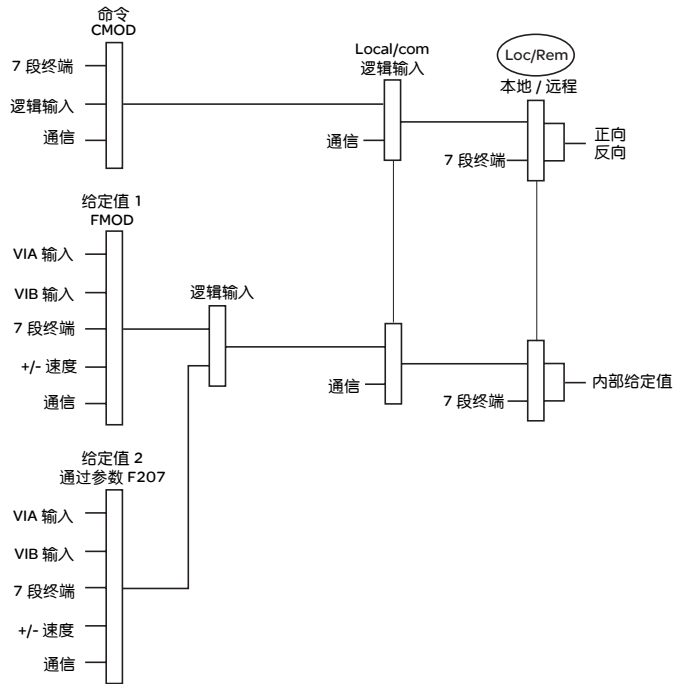 命令
CMOD
7 段终端
逻辑输入
通信
Local/com
逻辑输入
通信
Loc/Rem
本地 / 远程
7 段终端
正向
反向
给定值 1
FMOD
VIA 输入
VIB 输入
7 段终端
+/- 速度
通信
逻辑输入
通信
7 段终端
内部给定值
给定值 2
通过参数 F207
VIA 输入
VIB 输入
7 段终端
+/- 速度
通信